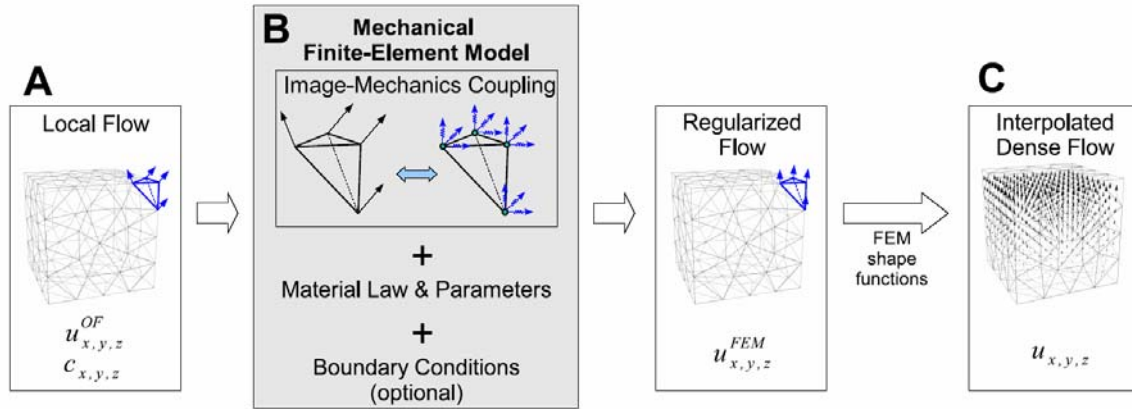 A
Local Flow
u^{OF}_{x,y,z}
c_{x,y,z}
B
Mechanical
Finite-Element Model
Image-Mechanics Coupling
+
Material Law & Parameters
+
Boundary Conditions
(optional)
Regularized
Flow
u^{FEM}_{x,y,z}
FEM
shape
functions
C
Interpolated
Dense Flow
u_{x,y,z}